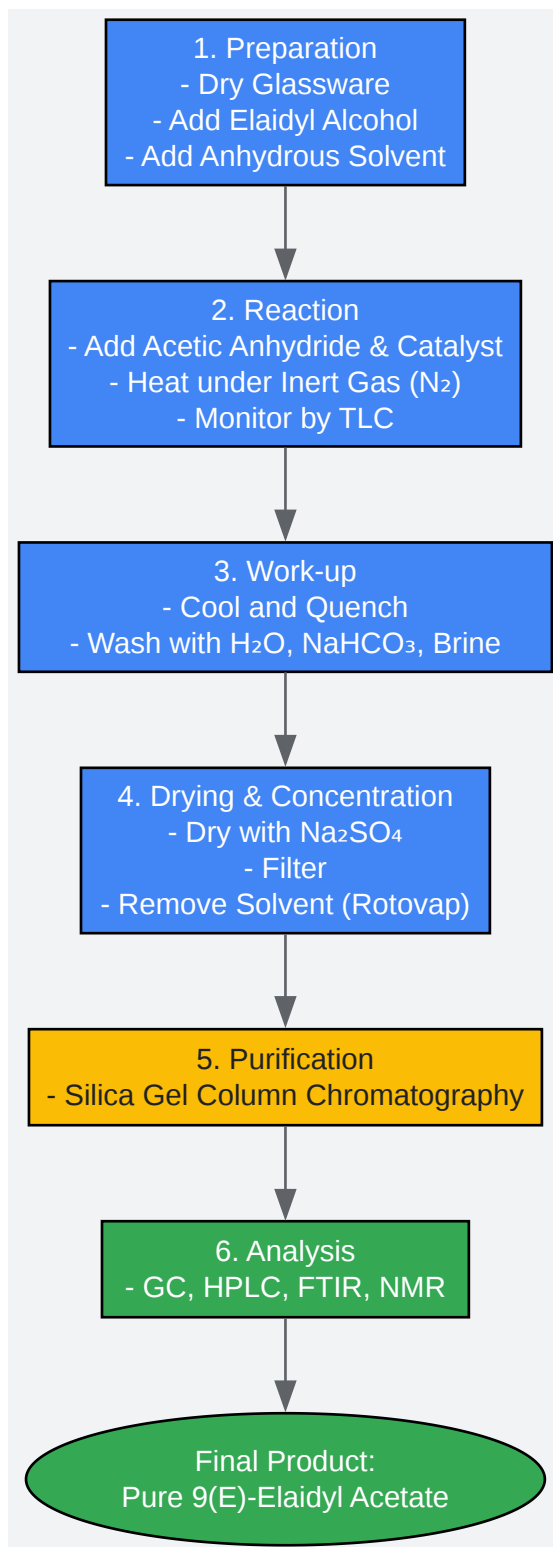 1. Preparation
- Dry Glassware
- Add Elaidyl Alcohol
- Add Anhydrous Solvent
2. Reaction
- Add Acetic Anhydride & Catalyst
- Heat under Inert Gas (N₂)
- Monitor by TLC
3. Work-up
- Cool and Quench
- Wash with H₂O, NaHCO₃, Brine
4. Drying & Concentration
- Dry with Na₂SO₄
- Filter
- Remove Solvent (Rotovap)
5. Purification
- Silica Gel Column Chromatography
6. Analysis
- GC, HPLC, FTIR, NMR
Final Product:
Pure 9(E)-Elaidyl Acetate